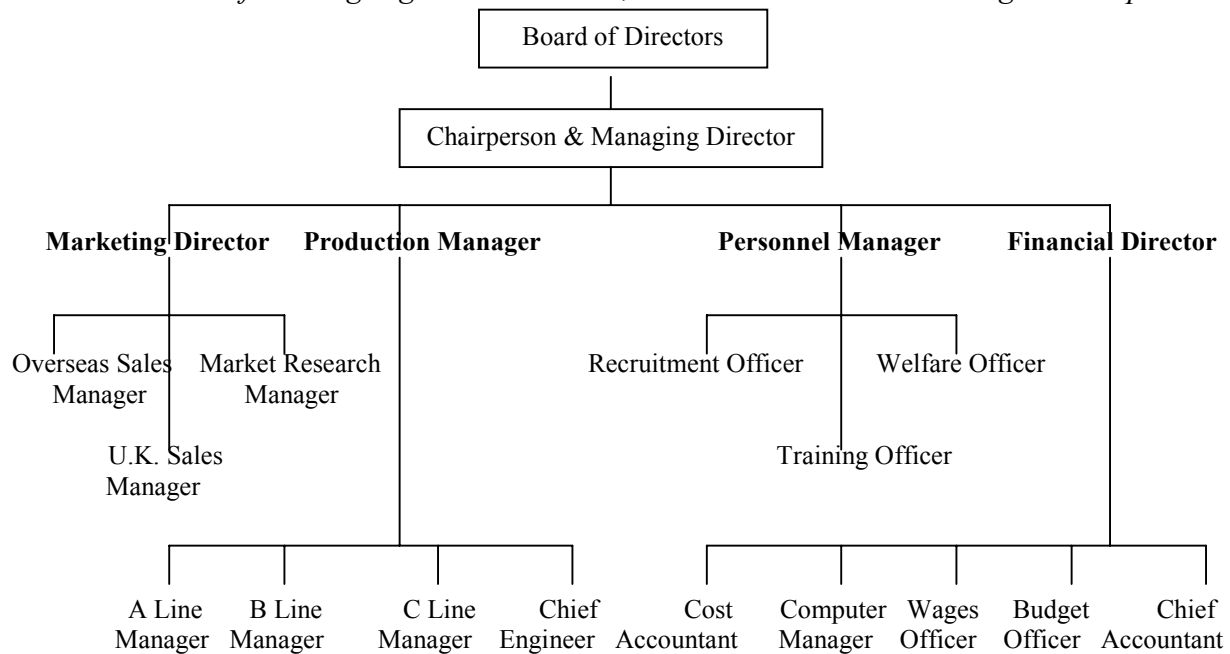 Board of Directors
Chairperson & Managing Director
Marketing Director Production Manager Personnel Manager Financial Director
Overseas Sales Manager
Market Research Manager
Recruitment Officer Welfare Officer
U.K. Sales Manager
Training Officer
A Line Manager
B Line Manager
C Line Manager
Chief Engineer
Cost Accountant
Computer Manager
Wages Officer
Budget Officer
Chief Accountant